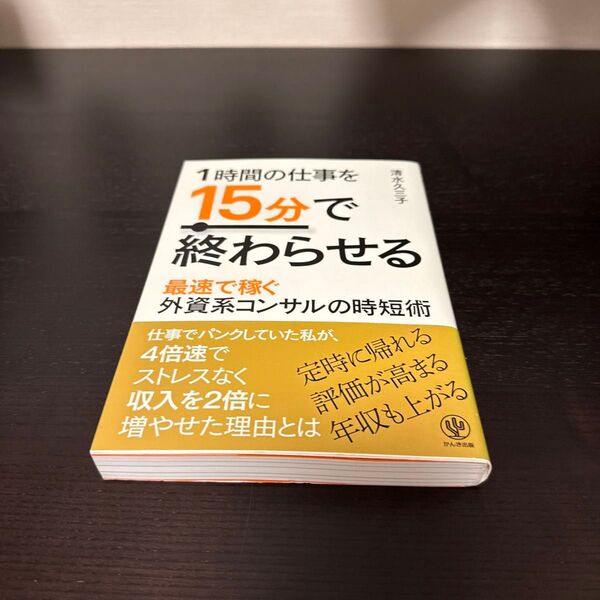 1時間の仕事を
15分で
終わらせる
清水久三子
最速で稼ぐ
外資系コンサルの時短術
仕事でパンクしていた私が、
4倍速で
ストレスなく
収入を2倍に
増やせた理由とは
定時に帰れる
評価が高まる
年収も上がる
かんき出版